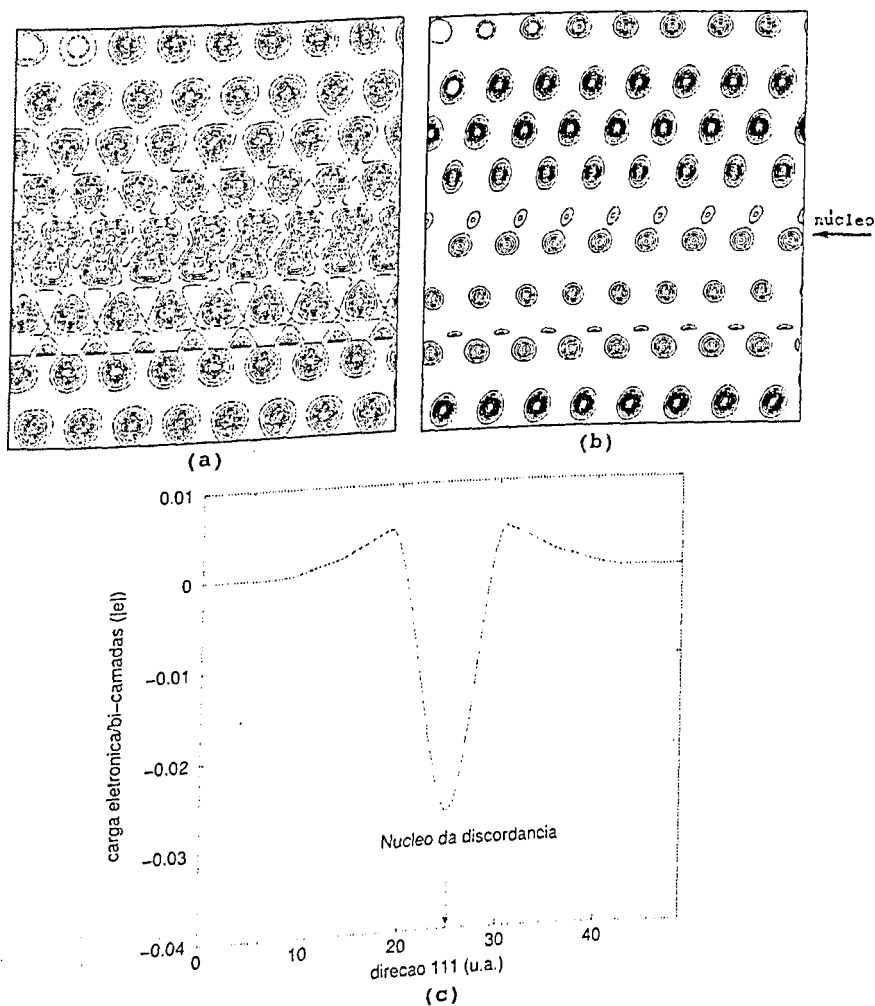 núcleo
(a)
(b)
0.01
0
−0.01
−0.02
−0.03
−0.04
carga eletronica/bi−camadas (|e|)
Nucleo da discordancia
0
10
20
30
40
direcao 111 (u.a.)
(c)